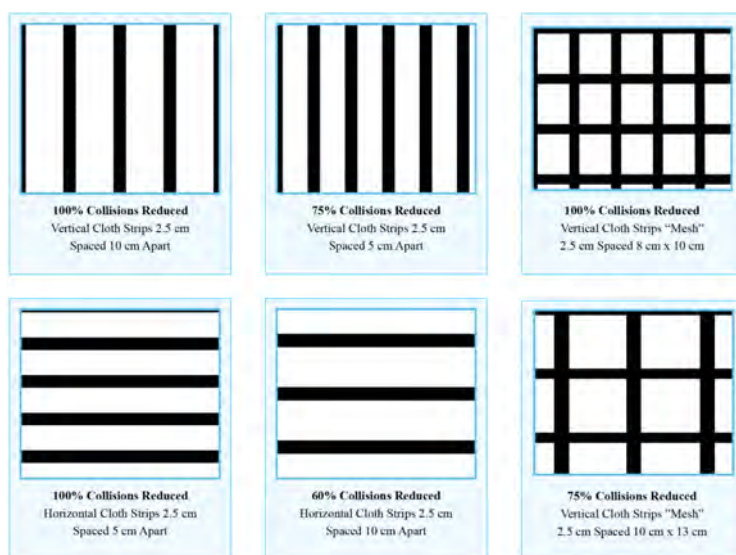 100% Collisions Reduced
Vertical Cloth Strips 2.5 cm
Spaced 10 cm Apart
75% Collisions Reduced
Vertical Cloth Strips 2.5 cm
Spaced 5 cm Apart
100% Collisions Reduced
Vertical Cloth Strips "Mesh"
2.5 cm Spaced 8 cm x 10 cm
100% Collisions Reduced
Horizontal Cloth Strips 2.5 cm
Spaced 5 cm Apart
60% Collisions Reduced
Horizontal Cloth Strips 2.5 cm
Spaced 10 cm Apart
75% Collisions Reduced
Vertical Cloth Strips "Mesh"
2.5 cm Spaced 10 cm x 13 cm